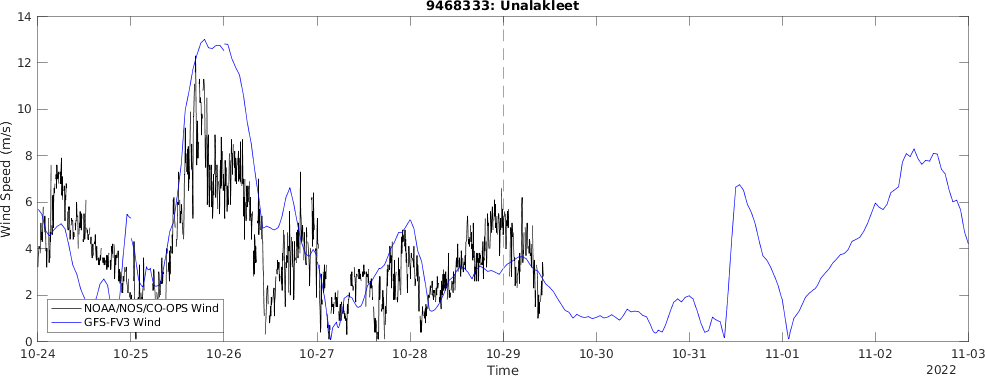 9468333: Unalakleet
14
12
10
8
6
4
2
0
Wind Speed (m/s)
NOAA/NOS/CO-OPS Wind
GFS-FV3 Wind
10-24 10-25 10-26 10-27 10-28 10-29 10-30 10-31 11-01 11-02 11-03
Time
2022